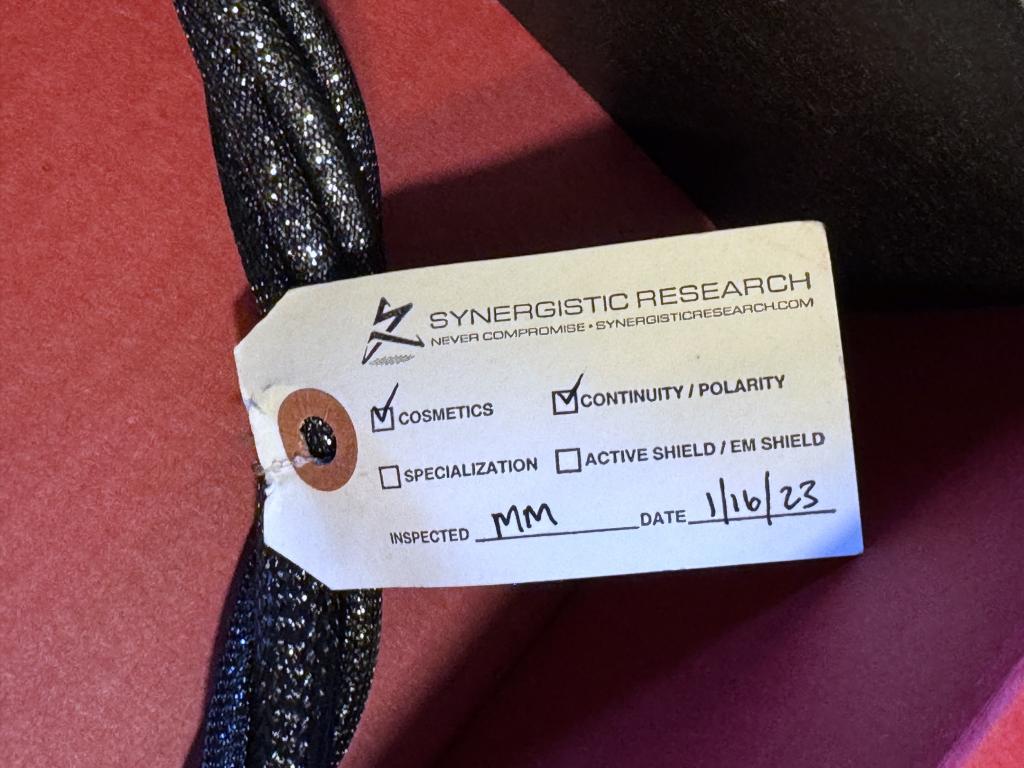 SYNERGISTIC RESEARCH
NEVER COMPROMISE • SYNERGISTICRESEARCH.COM
☑ COSMETICS ☑ CONTINUITY / POLARITY
☐ SPECIALIZATION ☐ ACTIVE SHIELD / EM SHIELD
INSPECTED MM DATE 1/16/23